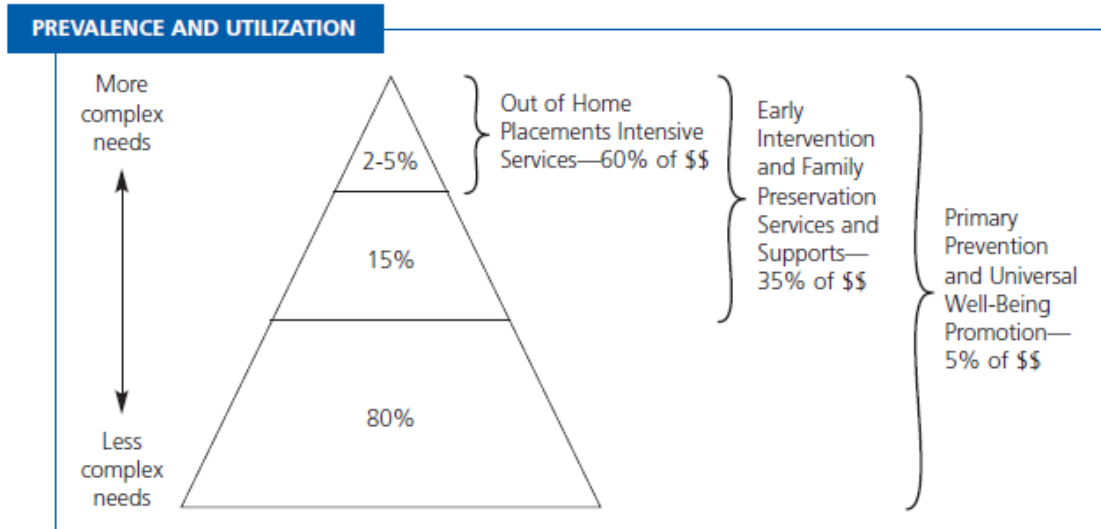 PREVALENCE AND UTILIZATION
More
complex
needs
Less
complex
needs
2-5%
15%
80%
Out of Home
Placements Intensive
Services—60% of $$
Early
Intervention
and Family
Preservation
Services and
Supports—
35% of $$
Primary
Prevention
and Universal
Well-Being
Promotion—
5% of $$